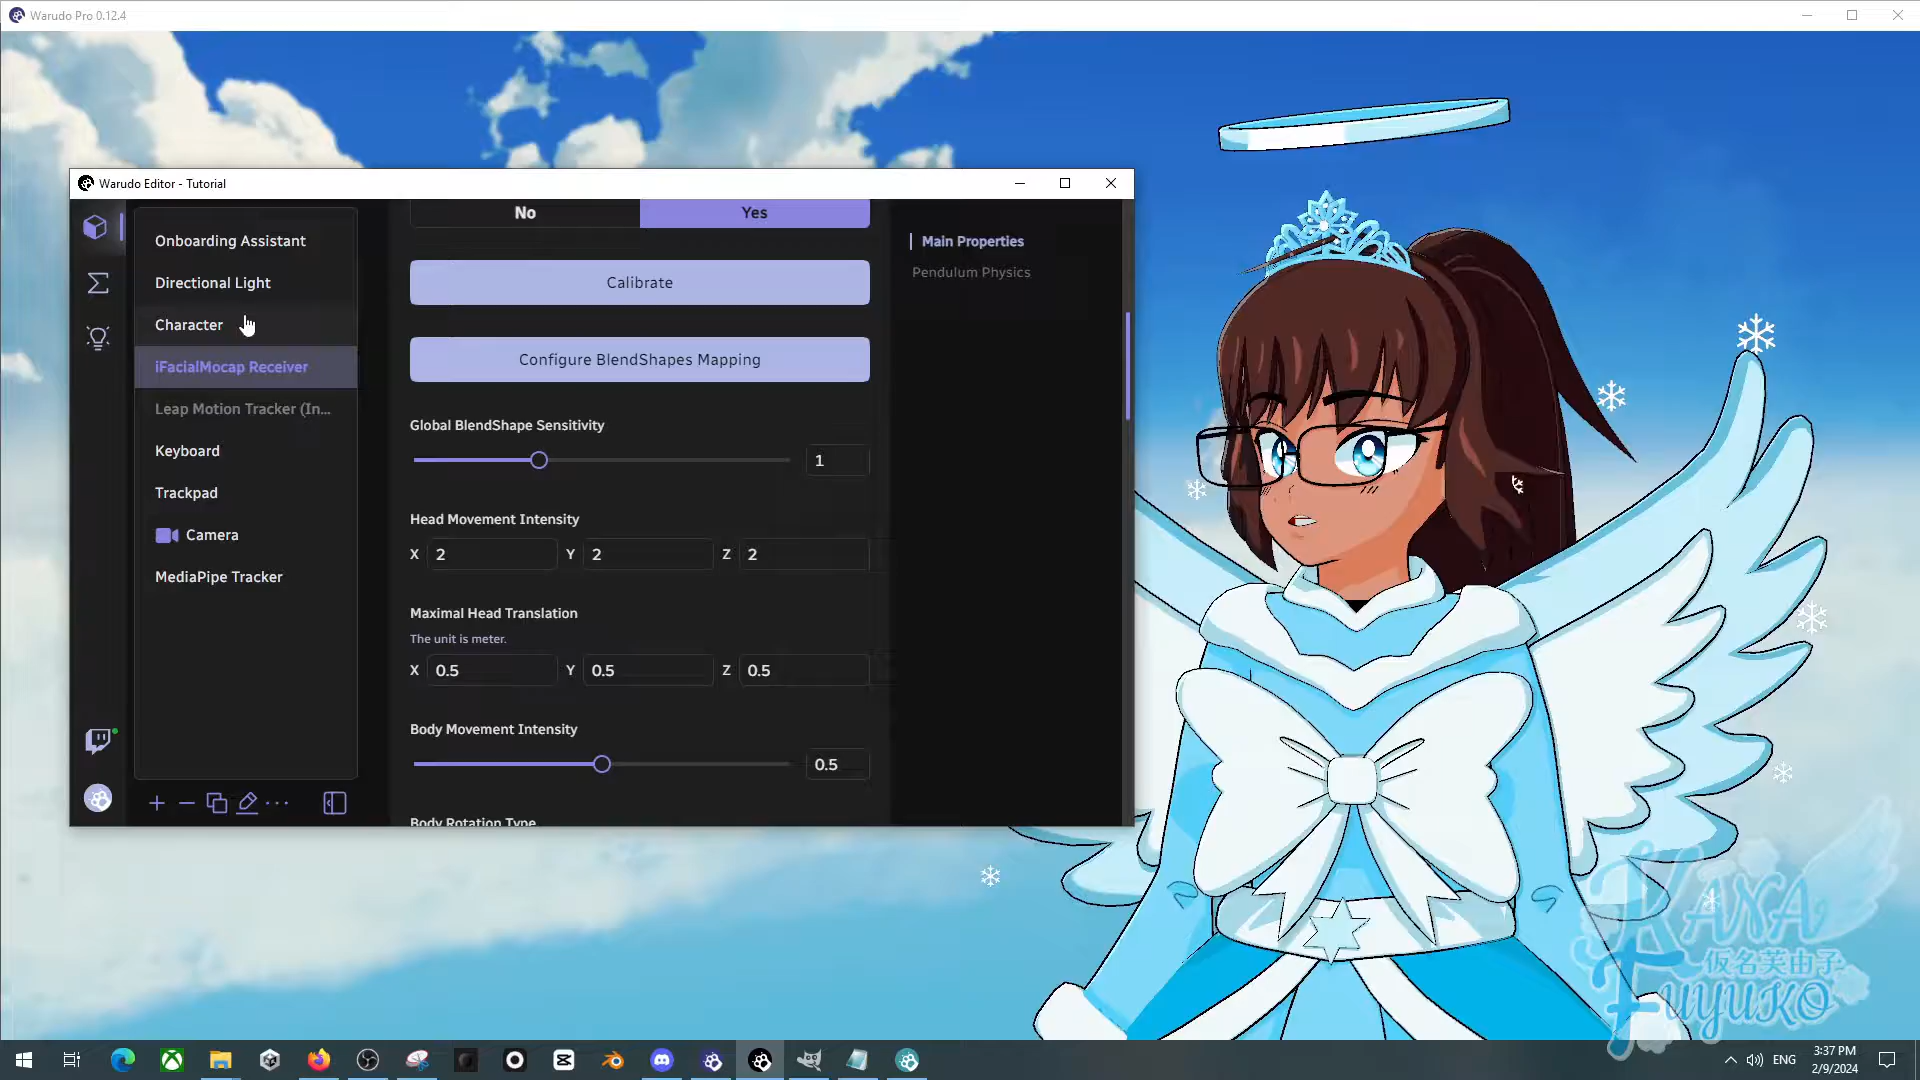 Warudo Pro 0.12.4
Warudo Editor - Tutorial
Onboarding Assistant
Directional Light
Character
iFacialMocap Receiver
Leap Motion Tracker (In...
Keyboard
Trackpad
Camera
MediaPipe Tracker
No
Yes
Calibrate
Configure BlendShapes Mapping
Global BlendShape Sensitivity
1
Head Movement Intensity
X 2 Y 2 Z 2
Maximal Head Translation
The unit is meter.
X 0.5 Y 0.5 Z 0.5
Body Movement Intensity
0.5
Body Rotation Type
Main Properties
Pendulum Physics
KANA
仮名芙由子
FUYUKO
ENG
3:37 PM
2/9/2024